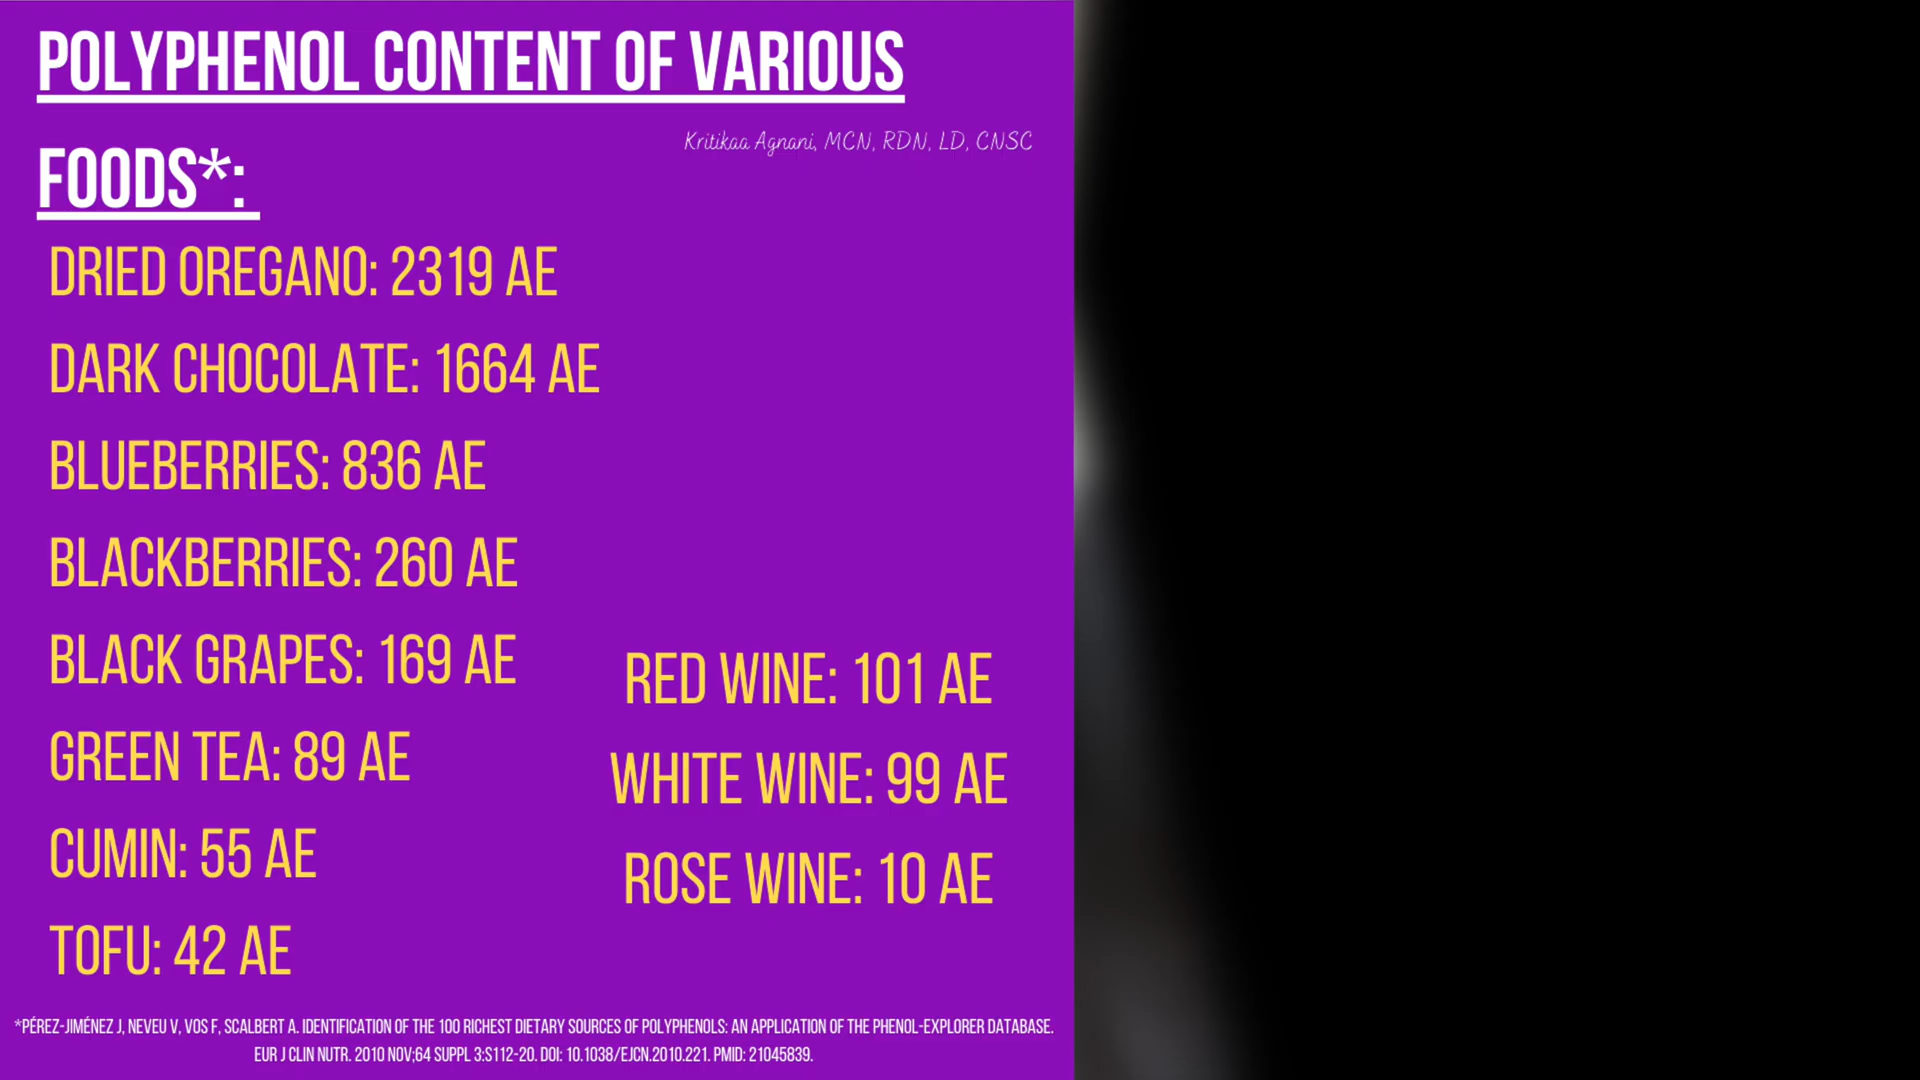 POLYPHENOL CONTENT OF VARIOUS
Kritikaa Agnani, MCN, RDN, LD, CNSC
FOODS*:
DRIED OREGANO: 2319 AE
DARK CHOCOLATE: 1664 AE
BLUEBERRIES: 836 AE
BLACKBERRIES: 260 AE
BLACK GRAPES: 169 AE
GREEN TEA: 89 AE
CUMIN: 55 AE
TOFU: 42 AE
RED WINE: 101 AE
WHITE WINE: 99 AE
ROSE WINE: 10 AE
*PÉREZ-JIMÉNEZ J, NEVEU V, VOS F, SCALBERT A. IDENTIFICATION OF THE 100 RICHEST DIETARY SOURCES OF POLYPHENOLS: AN APPLICATION OF THE PHENOL-EXPLORER DATABASE.
EUR J CLIN NUTR. 2010 NOV;64 SUPPL 3:S112-20. DOI: 10.1038/EJCN.2010.221. PMID: 21045839.